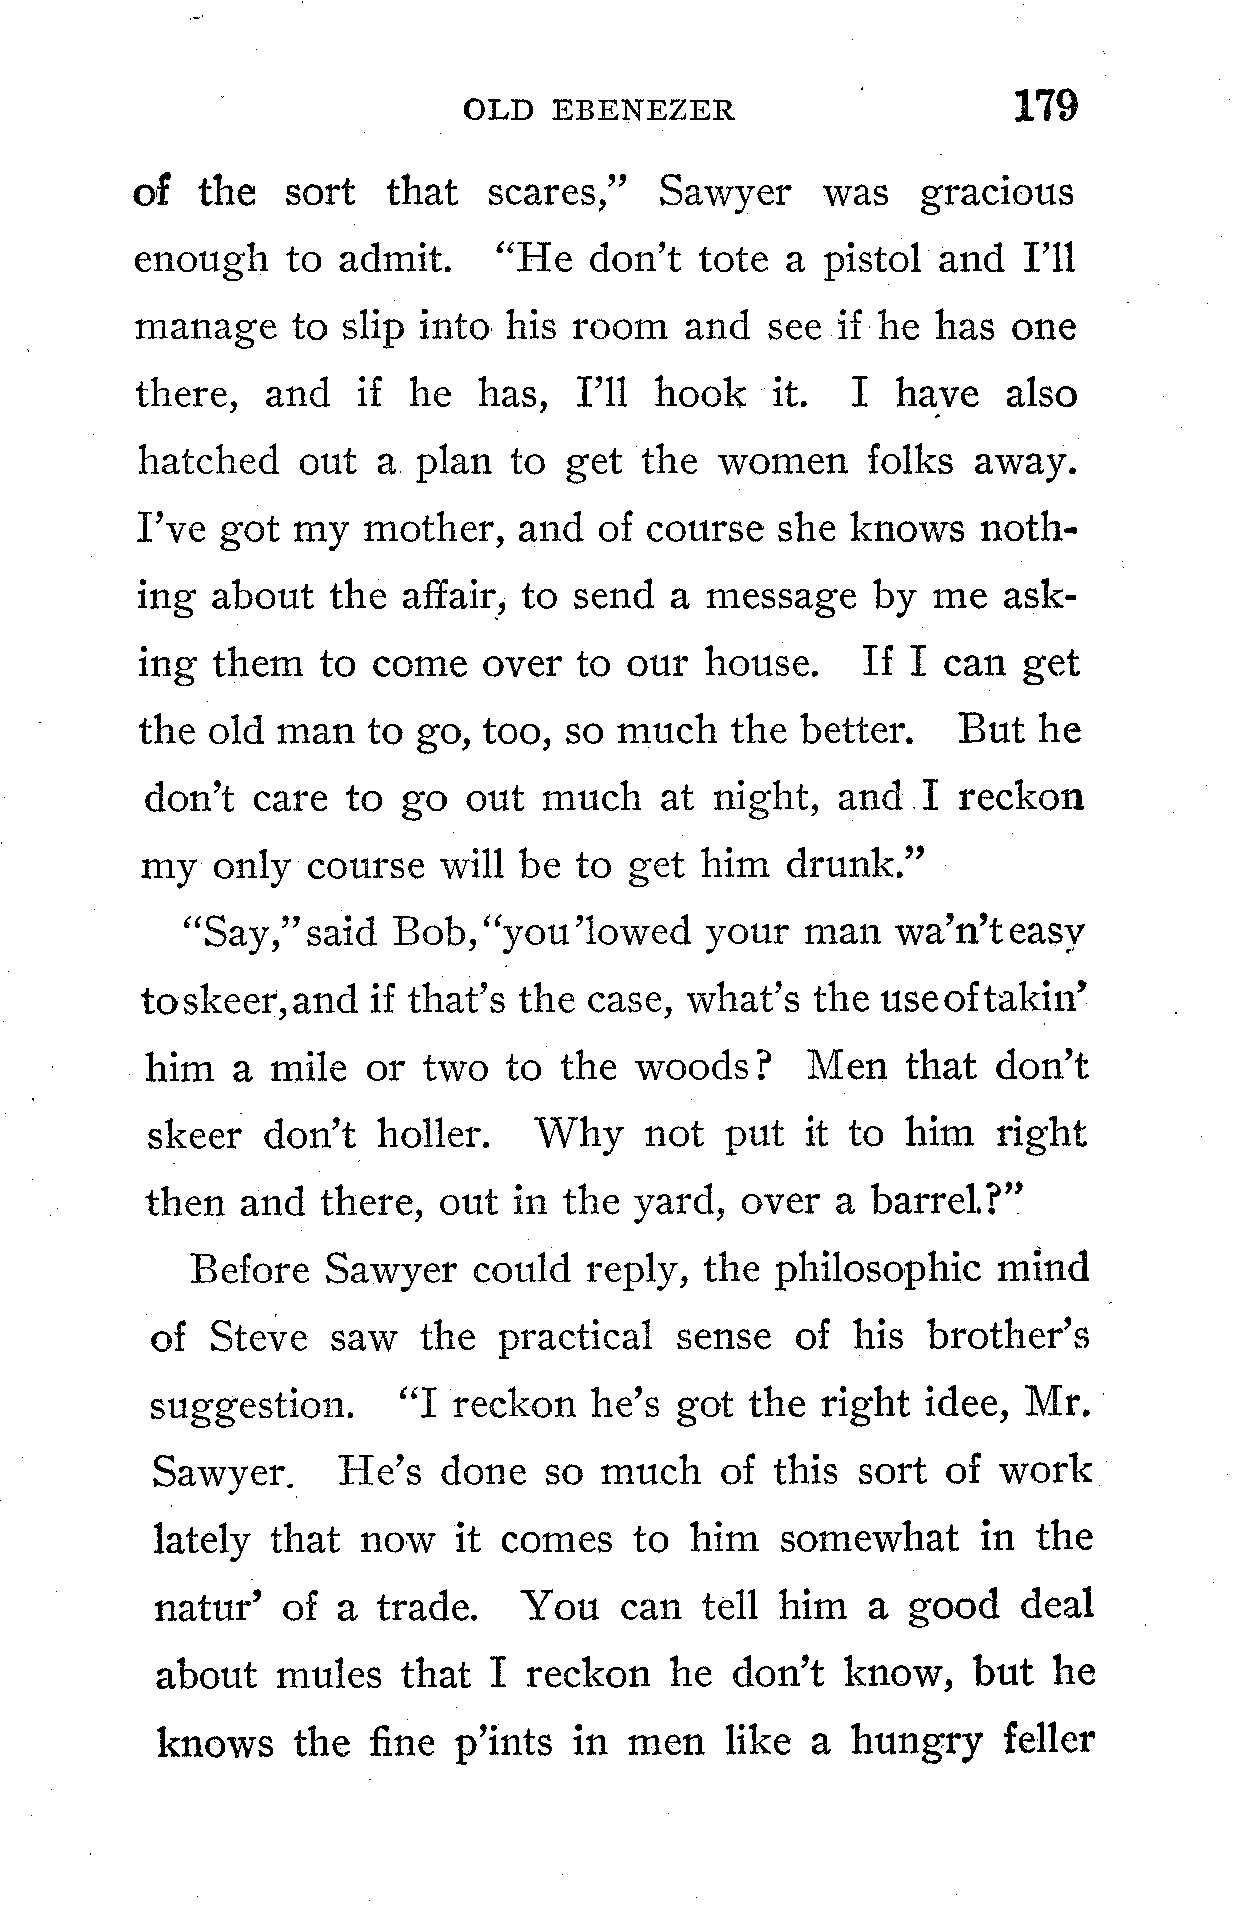 OLD EBENEZER 179
of the sort that scares,” Sawyer was gracious
enough to admit. “He don’t tote a pistol and I’ll
manage to slip into his room and see if he has one
there, and if he has, I’ll hook it. I have also
hatched out a plan to get the women folks away.
I’ve got my mother, and of course she knows noth-
ing about the affair, to send a message by me ask-
ing them to come over to our house. If I can get
the old man to go, too, so much the better. But he
don’t care to go out much at night, and I reckon
my only course will be to get him drunk.”
“Say,” said Bob, “you ’lowed your man wa’n’t easy
to skeer, and if that’s the case, what’s the use of takin’
him a mile or two to the woods? Men that don’t
skeer don’t holler. Why not put it to him right
then and there, out in the yard, over a barrel.?”
Before Sawyer could reply, the philosophic mind
of Steve saw the practical sense of his brother’s
suggestion. “I reckon he’s got the right idee, Mr.
Sawyer. He’s done so much of this sort of work
lately that now it comes to him somewhat in the
natur’ of a trade. You can tell him a good deal
about mules that I reckon he don’t know, but he
knows the fine p’ints in men like a hungry feller